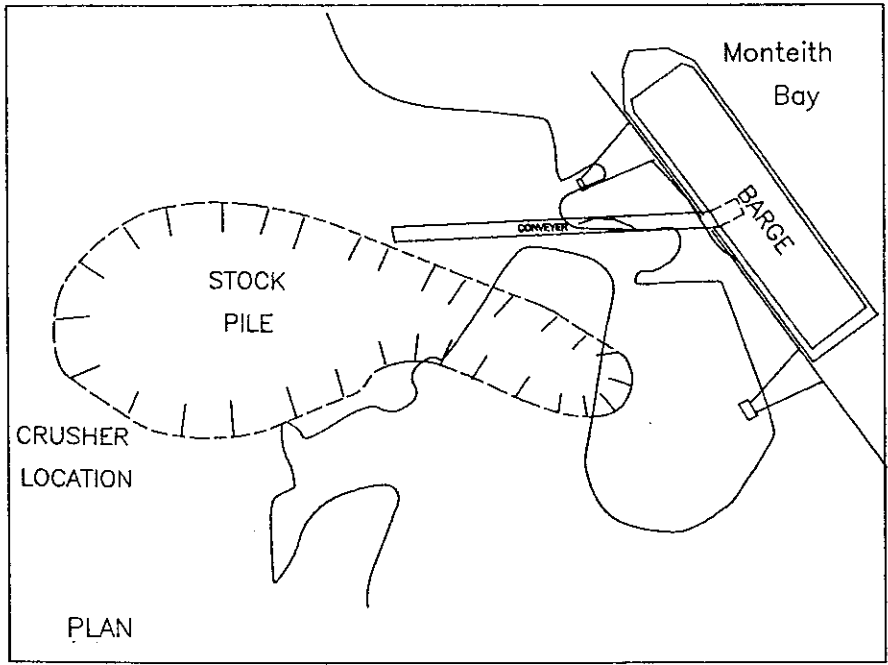 Monteith
Bay
BARGE
CONVEYER
STOCK
PILE
CRUSHER
LOCATION
PLAN